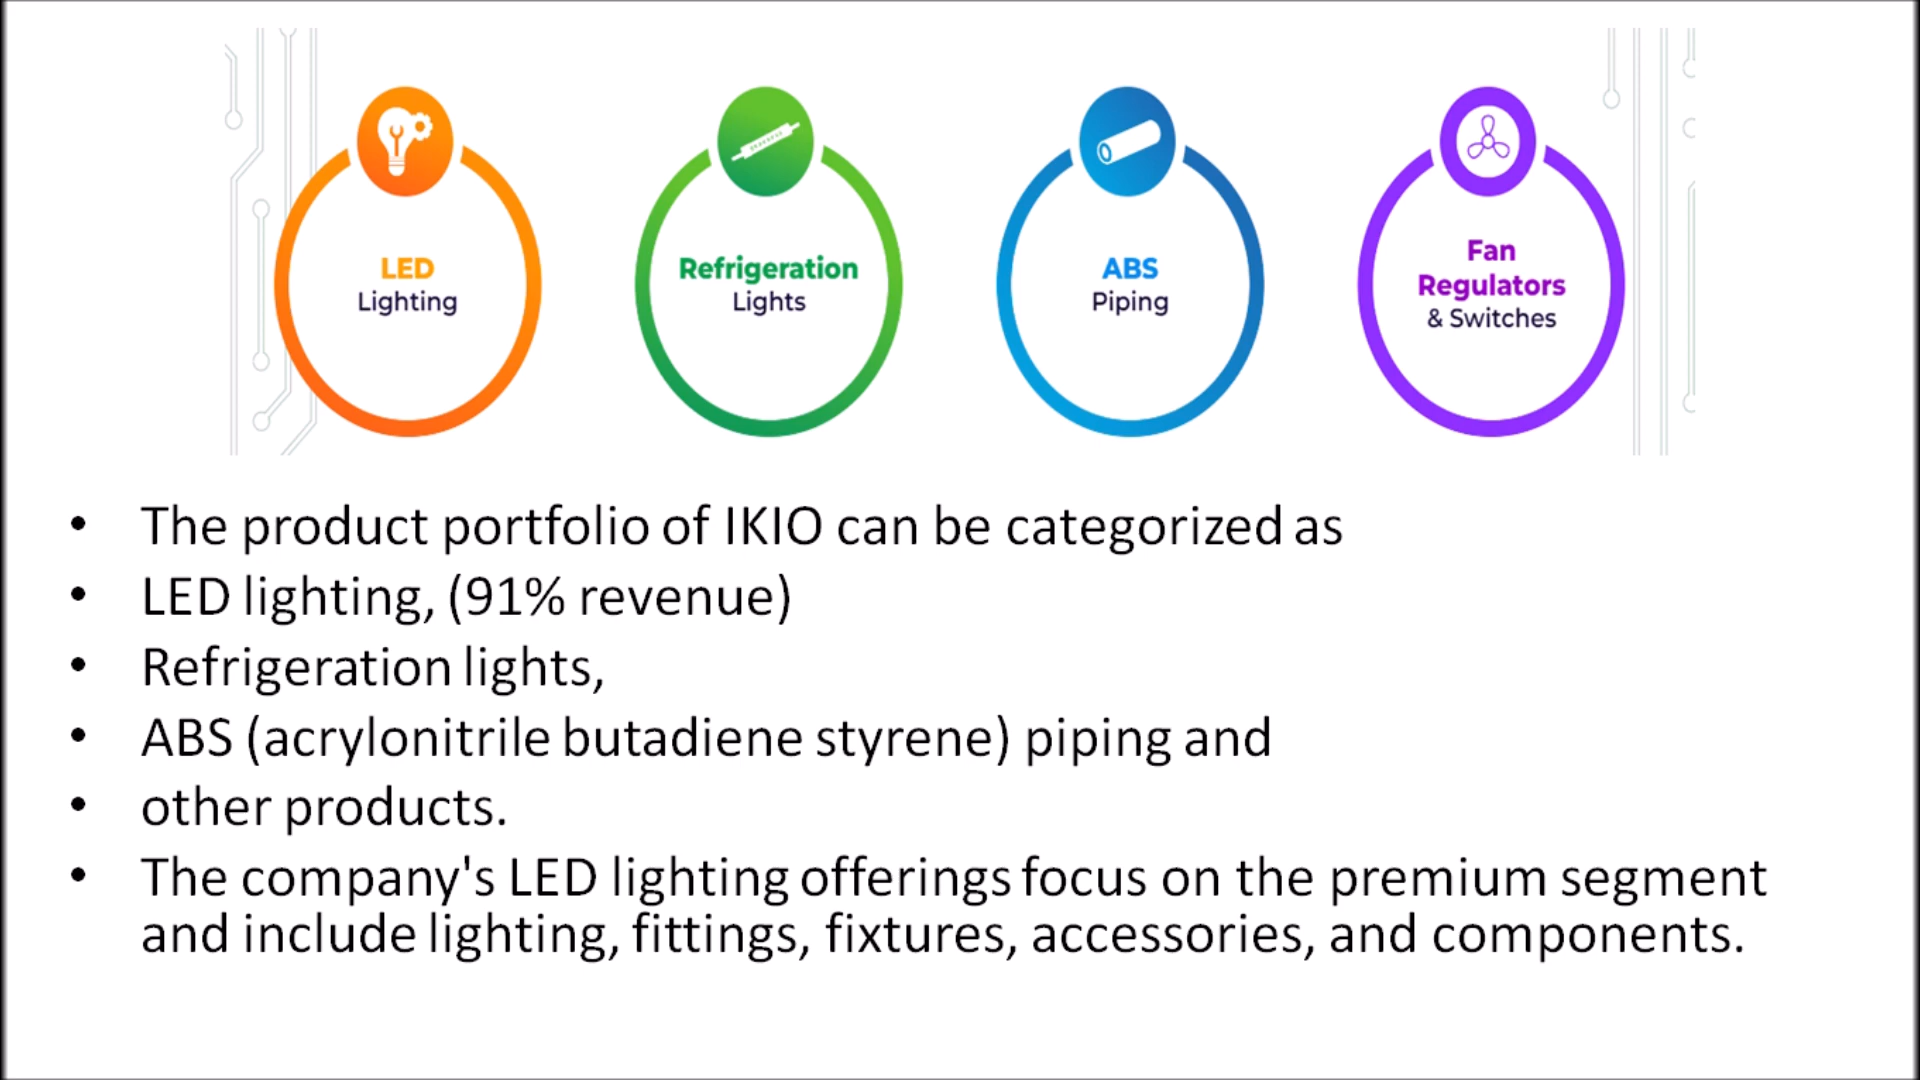 LED
Lighting
Refrigeration
Lights
ABS
Piping
Fan
Regulators
& Switches
• The product portfolio of IKIO can be categorized as
• LED lighting, (91% revenue)
• Refrigeration lights,
• ABS (acrylonitrile butadiene styrene) piping and
• other products.
• The company's LED lighting offerings focus on the premium segment
and include lighting, fittings, fixtures, accessories, and components.